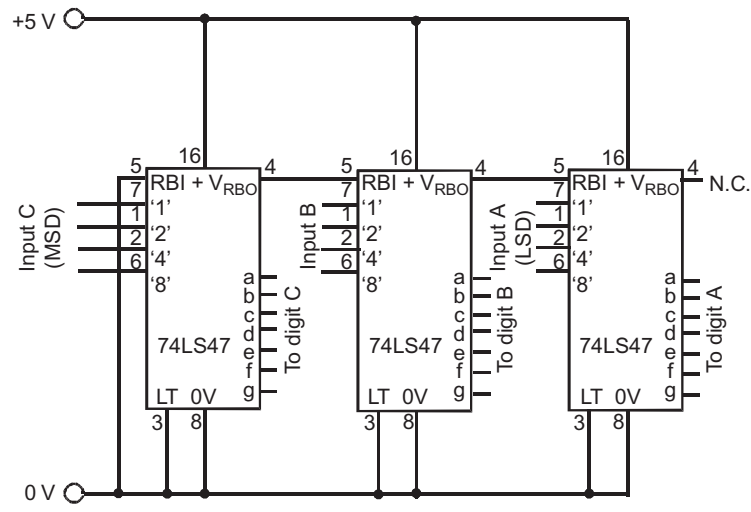 +5 V
16
16
16
5
4
5
4
5
4
RBI + VRBO
RBI + VRBO
RBI + VRBO
N.C.
7
'1'
7
'1'
7
'1'
1
'2'
1
'2'
1
'2'
2
'4'
2
'4'
2
'4'
6
'8'
6
'8'
6
'8'
Input C
(MSD)
Input B
Input A
(LSD)
a
b
c
d
e
f
g
To digit C
a
b
c
d
e
f
g
To digit B
a
b
c
d
e
f
g
To digit A
74LS47
74LS47
74LS47
LT 0V
LT 0V
LT 0V
3
8
3
8
3
8
0 V